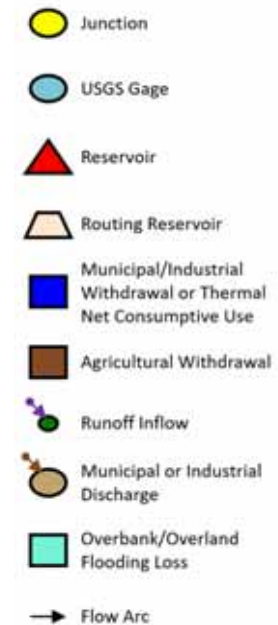 Junction
USGS Gage
Reservoir
Routing Reservoir
Municipal/Industrial
Withdrawal or Thermal
Net Consumptive Use
Agricultural Withdrawal
Runoff Inflow
Municipal or Industrial
Discharge
Overbank/Overland
Flooding Loss
Flow Arc